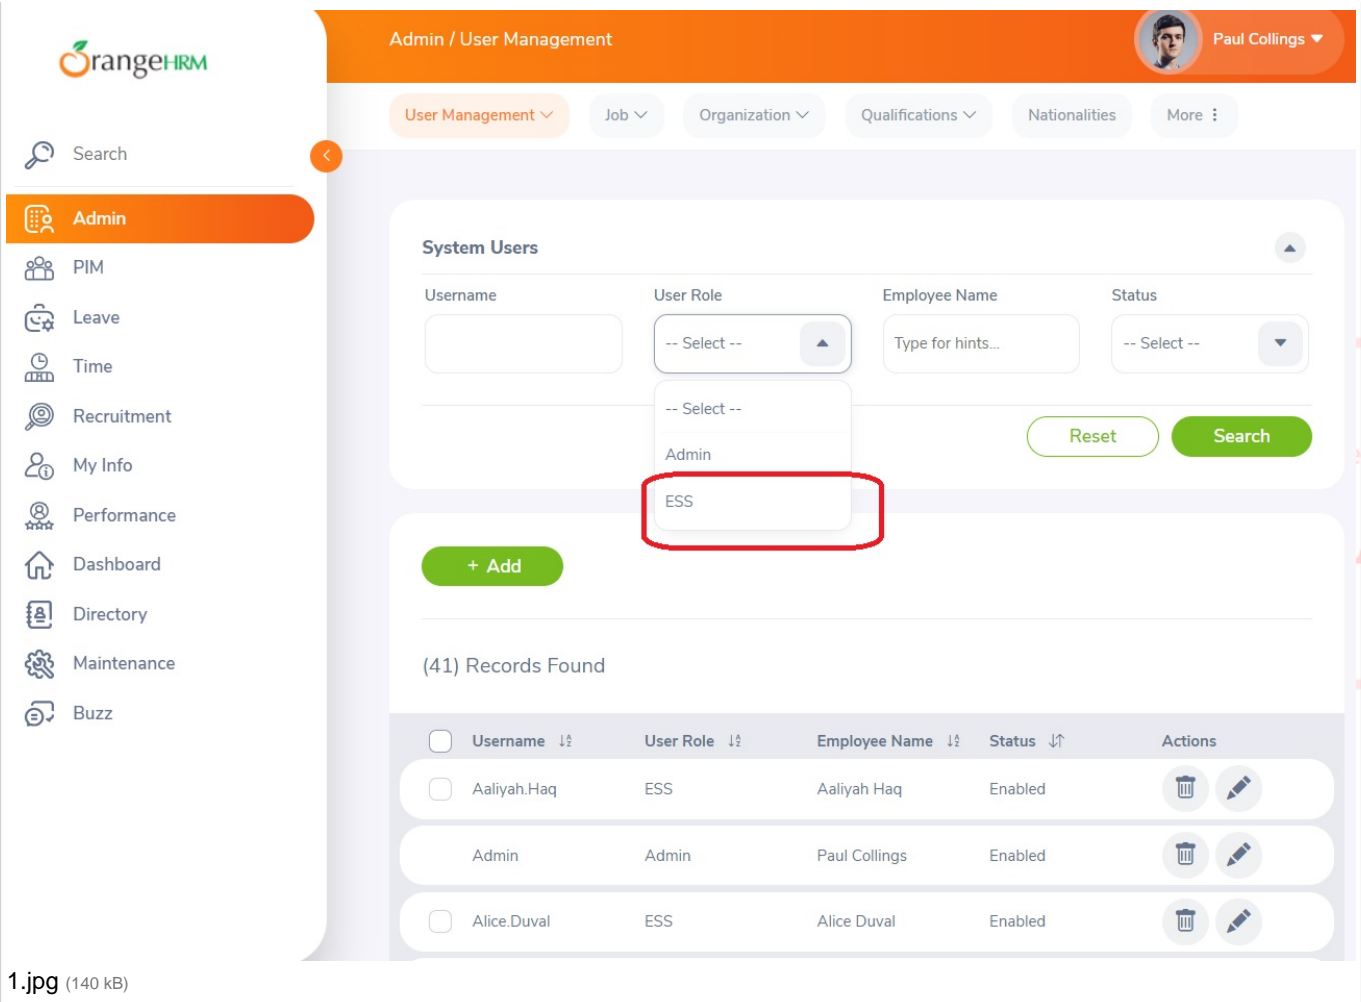 OrangeHRM
Admin / User Management
Paul Collings
User Management
Job
Organization
Qualifications
Nationalities
More
Search
Admin
PIM
Leave
Time
Recruitment
My Info
Performance
Dashboard
Directory
Maintenance
Buzz
System Users
Username
User Role
Employee Name
Status
-- Select --
Type for hints...
-- Select --
-- Select --
Admin
ESS
Reset
Search
+ Add
(41) Records Found
Username User Role Employee Name Status Actions
Aaliyah.Haq ESS Aaliyah Haq Enabled
Admin Admin Paul Collings Enabled
Alice.Duval ESS Alice Duval Enabled
1.jpg (140 kB)